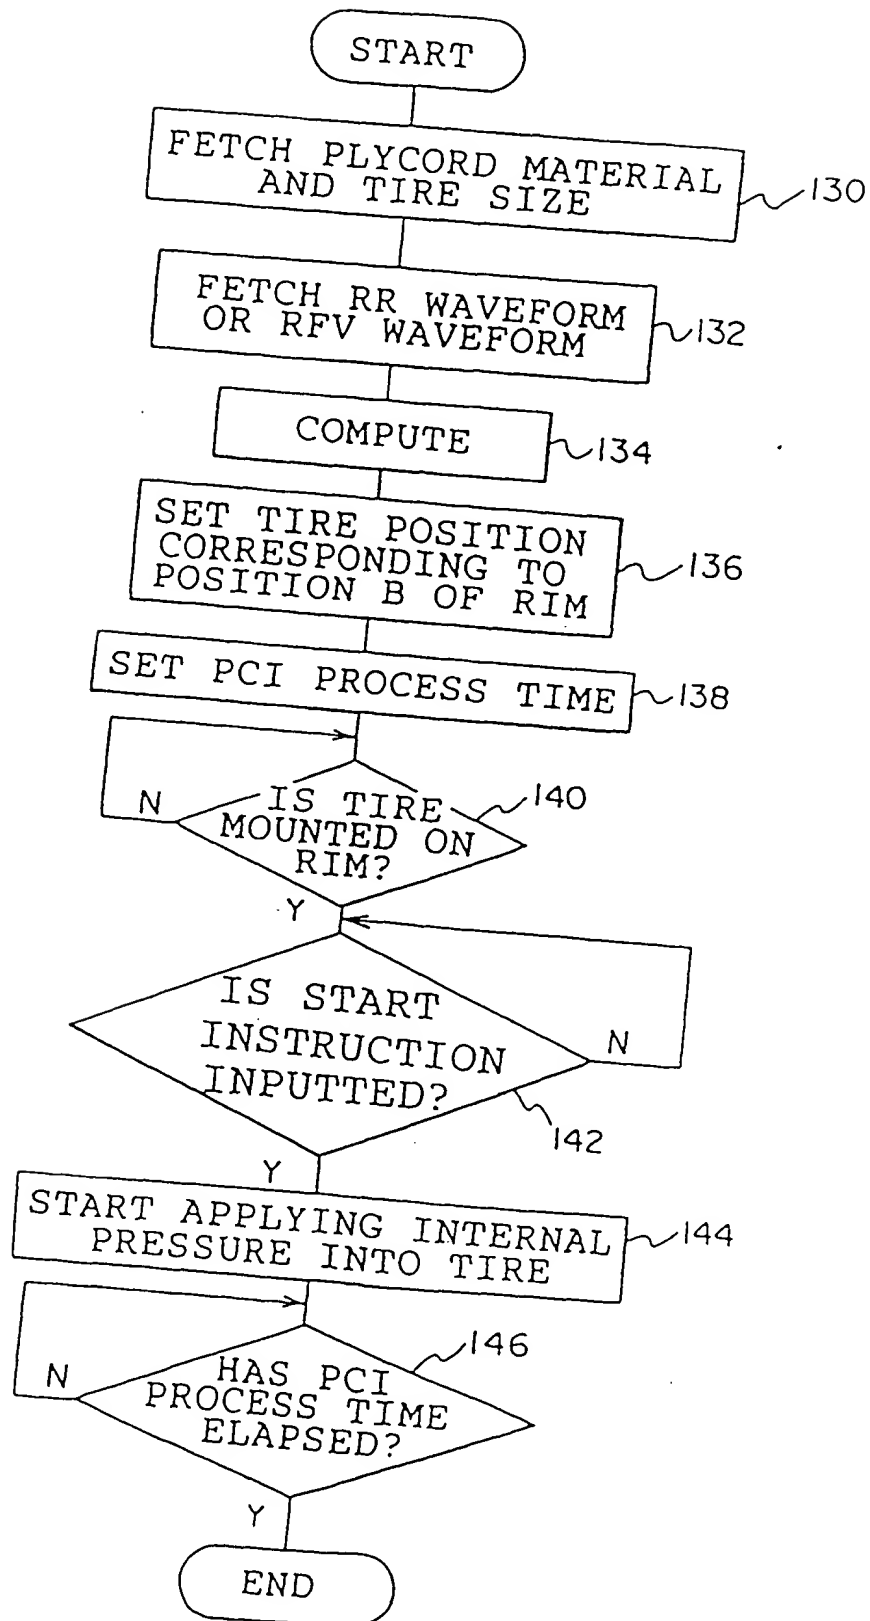 START
FETCH PLYCORD MATERIAL
AND TIRE SIZE
130
FETCH RR WAVEFORM
OR RFV WAVEFORM
132
COMPUTE
134
SET TIRE POSITION
CORRESPONDING TO
POSITION B OF RIM
136
SET PCI PROCESS TIME
138
IS TIRE
MOUNTED ON
RIM?
140
N
Y
IS START
INSTRUCTION
INPUTTED?
N
142
Y
START APPLYING INTERNAL
PRESSURE INTO TIRE
144
HAS PCI
PROCESS TIME
ELAPSED?
146
N
Y
END